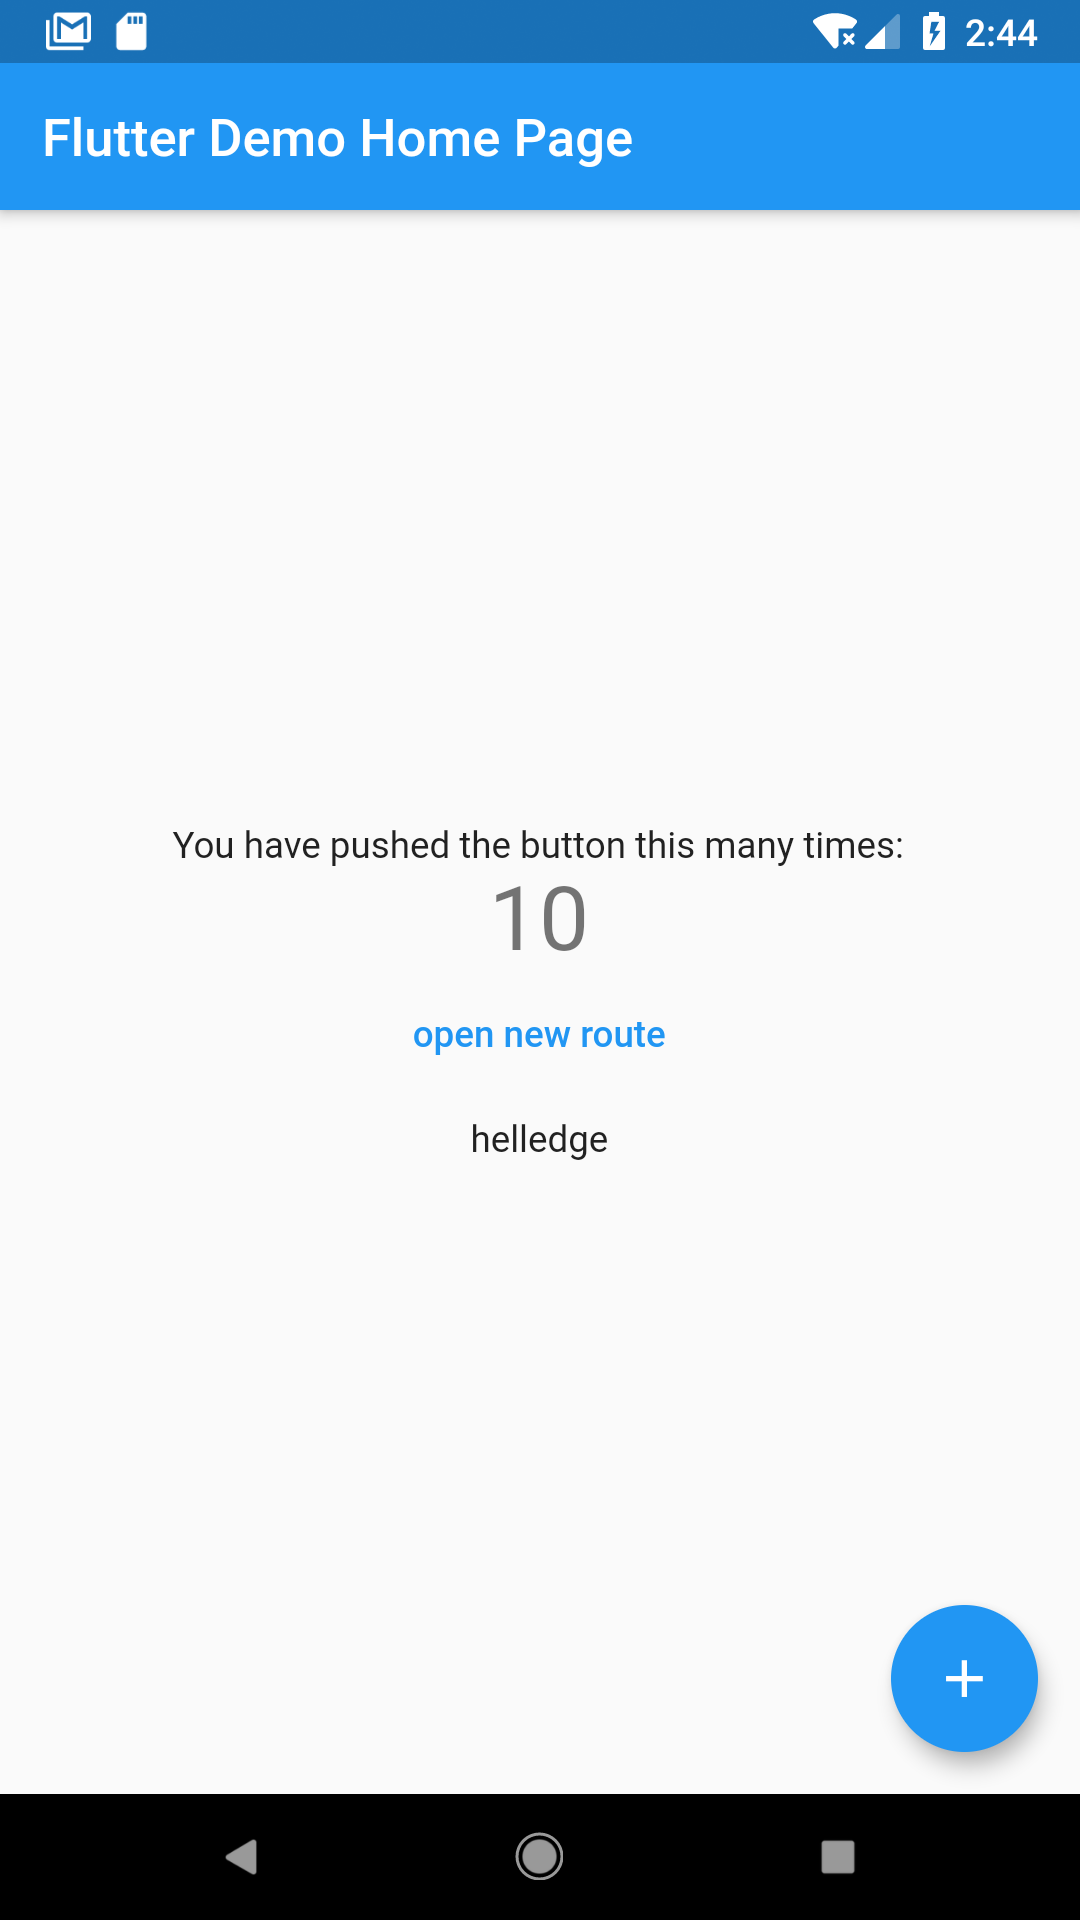 2:44
Flutter Demo Home Page
You have pushed the button this many times:
10
open new route
helledge